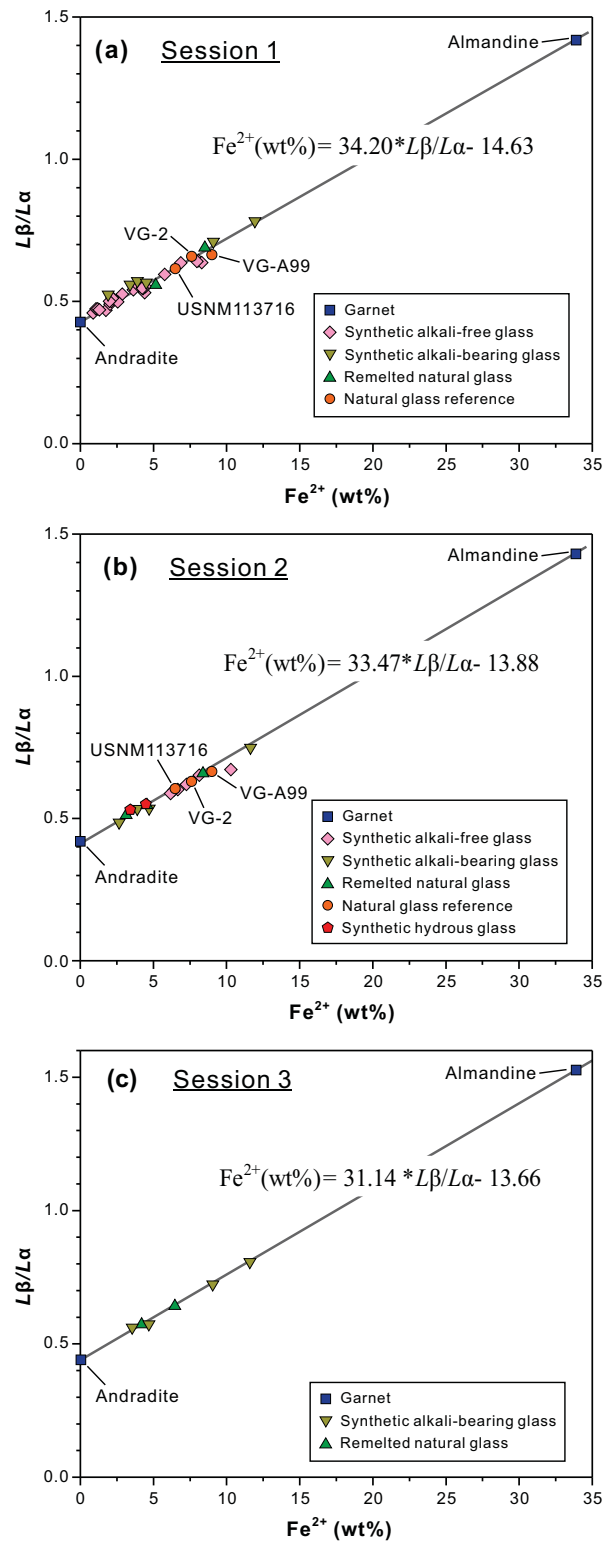 (a) Session 1
1.5
1.0
0.5
0.0
Lβ/Lα
Almandine
Fe²⁺(wt%)= 34.20*Lβ/Lα- 14.63
VG-2
VG-A99
USNM113716
Andradite
Garnet
Synthetic alkali-free glass
Synthetic alkali-bearing glass
Remelted natural glass
Natural glass reference
0 5 10 15 20 25 30 35
Fe²⁺ (wt%)
(b) Session 2
1.5
1.0
0.5
0.0
Lβ/Lα
Almandine
Fe²⁺(wt%)= 33.47*Lβ/Lα- 13.88
USNM113716
VG-A99
VG-2
Andradite
Garnet
Synthetic alkali-free glass
Synthetic alkali-bearing glass
Remelted natural glass
Natural glass reference
Synthetic hydrous glass
0 5 10 15 20 25 30 35
Fe²⁺ (wt%)
(c) Session 3
1.5
1.0
0.5
0.0
Lβ/Lα
Almandine
Fe²⁺(wt%)= 31.14 *Lβ/Lα- 13.66
Andradite
Garnet
Synthetic alkali-bearing glass
Remelted natural glass
0 5 10 15 20 25 30 35
Fe²⁺ (wt%)